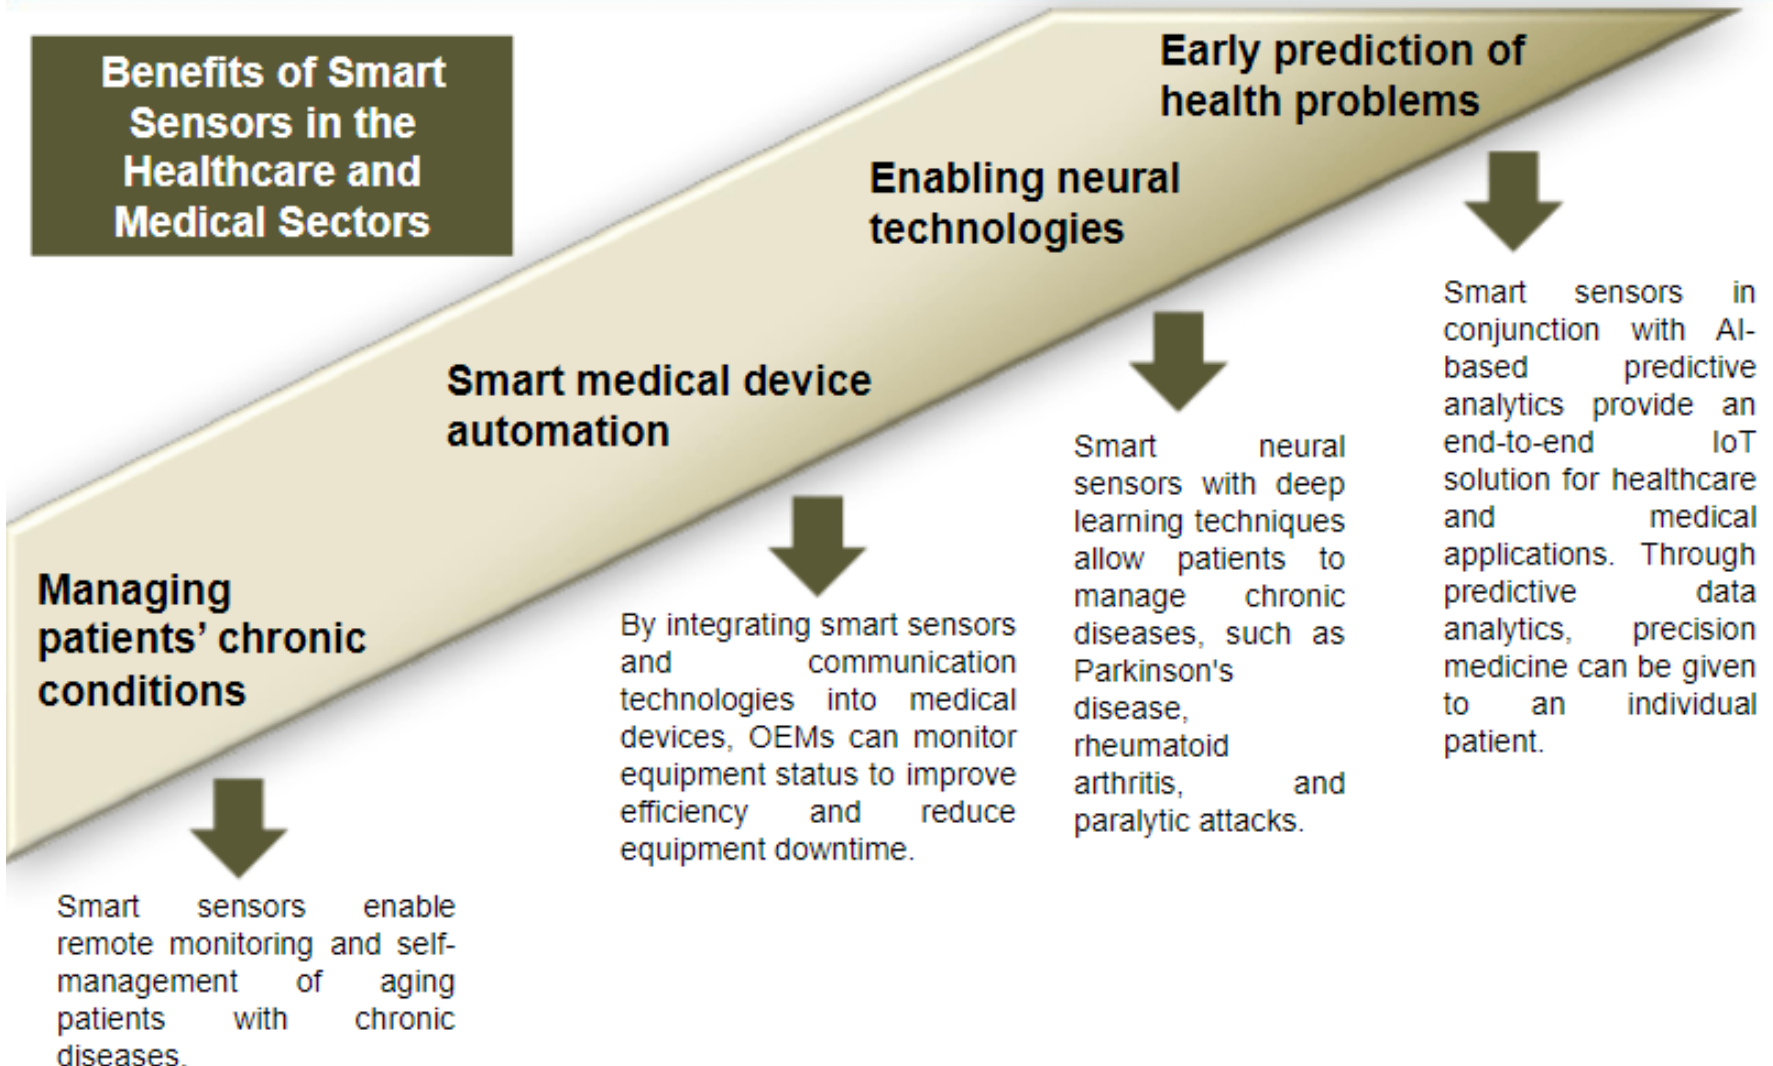 Benefits of Smart
Sensors in the
Healthcare and
Medical Sectors
Early prediction of
health problems
Enabling neural
technologies
Smart medical device
automation
Managing
patients’ chronic
conditions
Smart sensors enable
remote monitoring and self-
management of aging
patients with chronic
diseases.
By integrating smart sensors
and communication
technologies into medical
devices, OEMs can monitor
equipment status to improve
efficiency and reduce
equipment downtime.
Smart neural
sensors with deep
learning techniques
allow patients to
manage chronic
diseases, such as
Parkinson's
disease,
rheumatoid
arthritis, and
paralytic attacks.
Smart sensors in
conjunction with AI-
based predictive
analytics provide an
end-to-end IoT
solution for healthcare
and medical
applications. Through
predictive data
analytics, precision
medicine can be given
to an individual
patient.